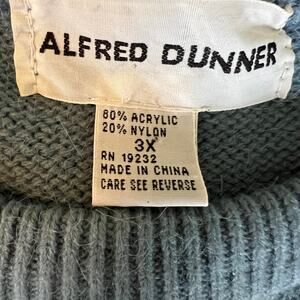 ALFRED DUNNER
80% ACRYLIC
20% NYLON
3X
RN 19232
MADE IN CHINA
CARE SEE REVERSE